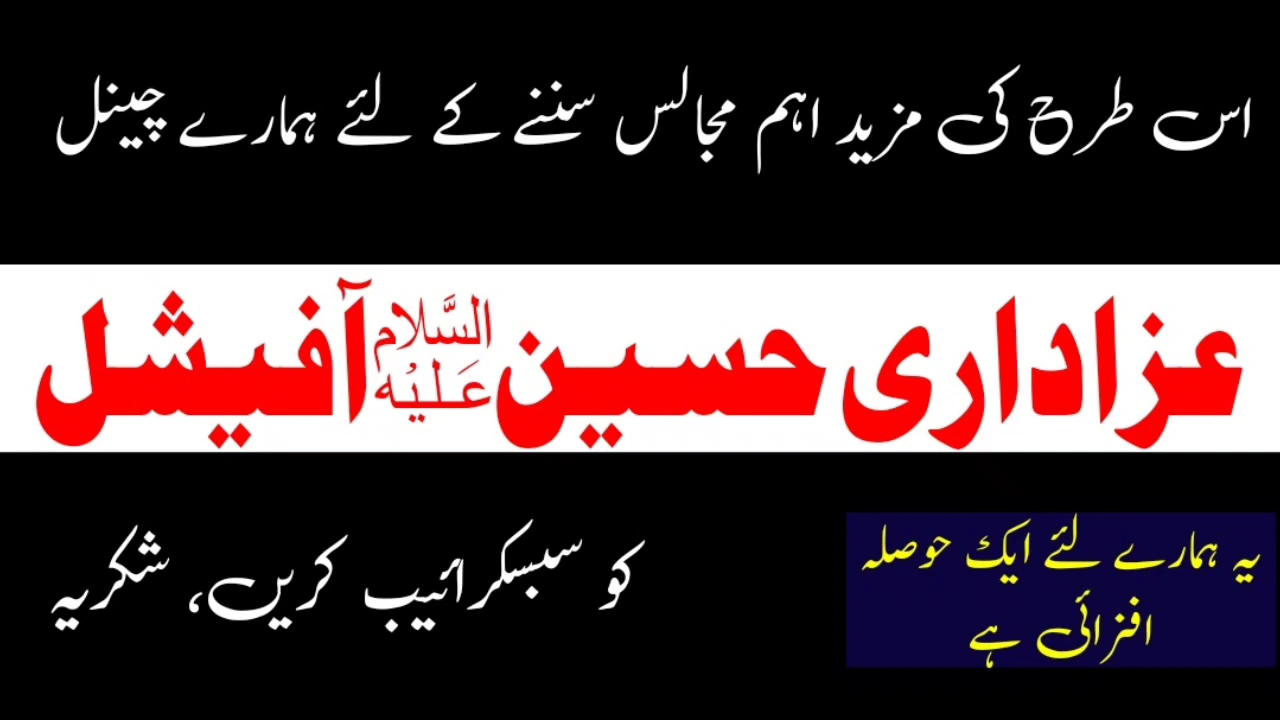 اس طرح کی مزید اہم مجالس سننے کے لئے ہمارے چینل
عزاداری حسین علیہ السلام آفیشل
کو سبسکرائیب کریں، شکریہ
یہ ہمارے لئے ایک حوصلہ
افزائی ہے